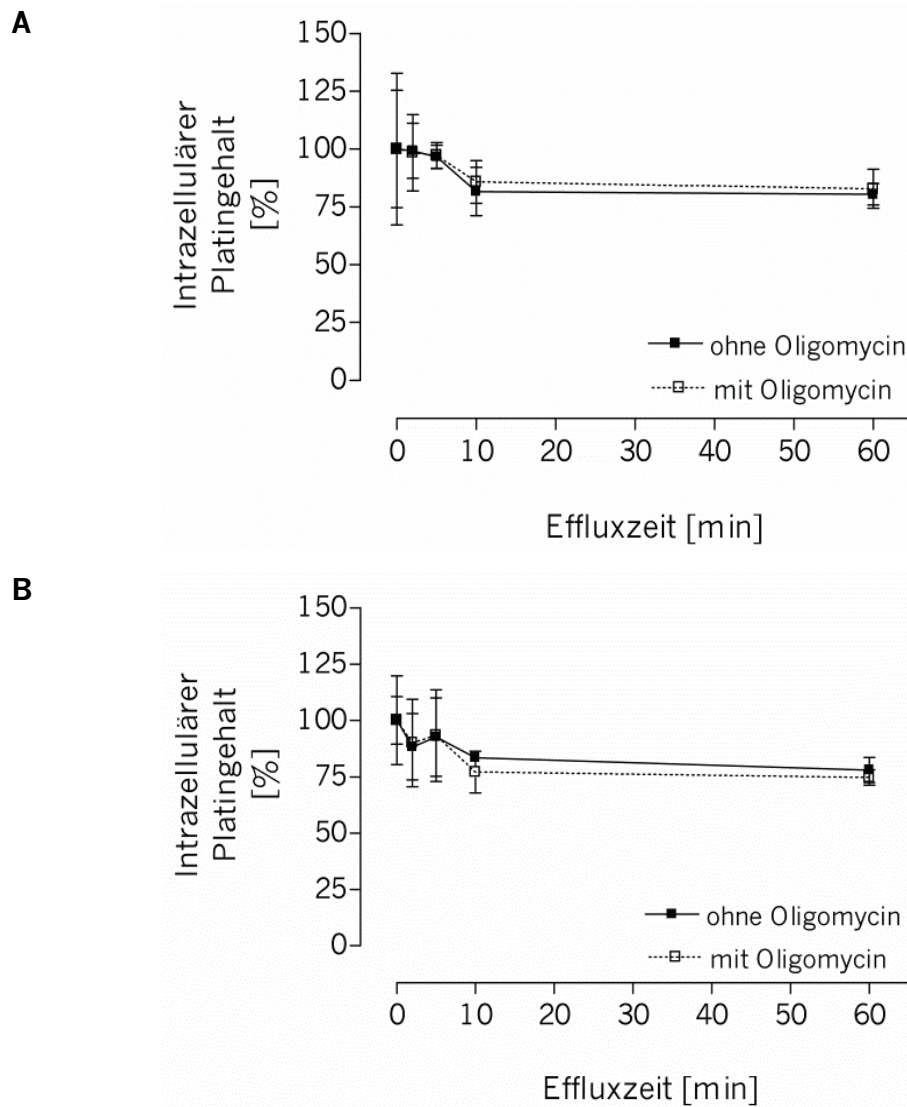 A
150
125
100
75
50
25
0
Intrazellulärer
Platingehalt
[%]
ohne Oligomycin
mit Oligomycin
0 10 20 30 40 50 60
Effluxzeit [min]
B
150
125
100
75
50
25
0
Intrazellulärer
Platingehalt
[%]
ohne Oligomycin
mit Oligomycin
0 10 20 30 40 50 60
Effluxzeit [min]